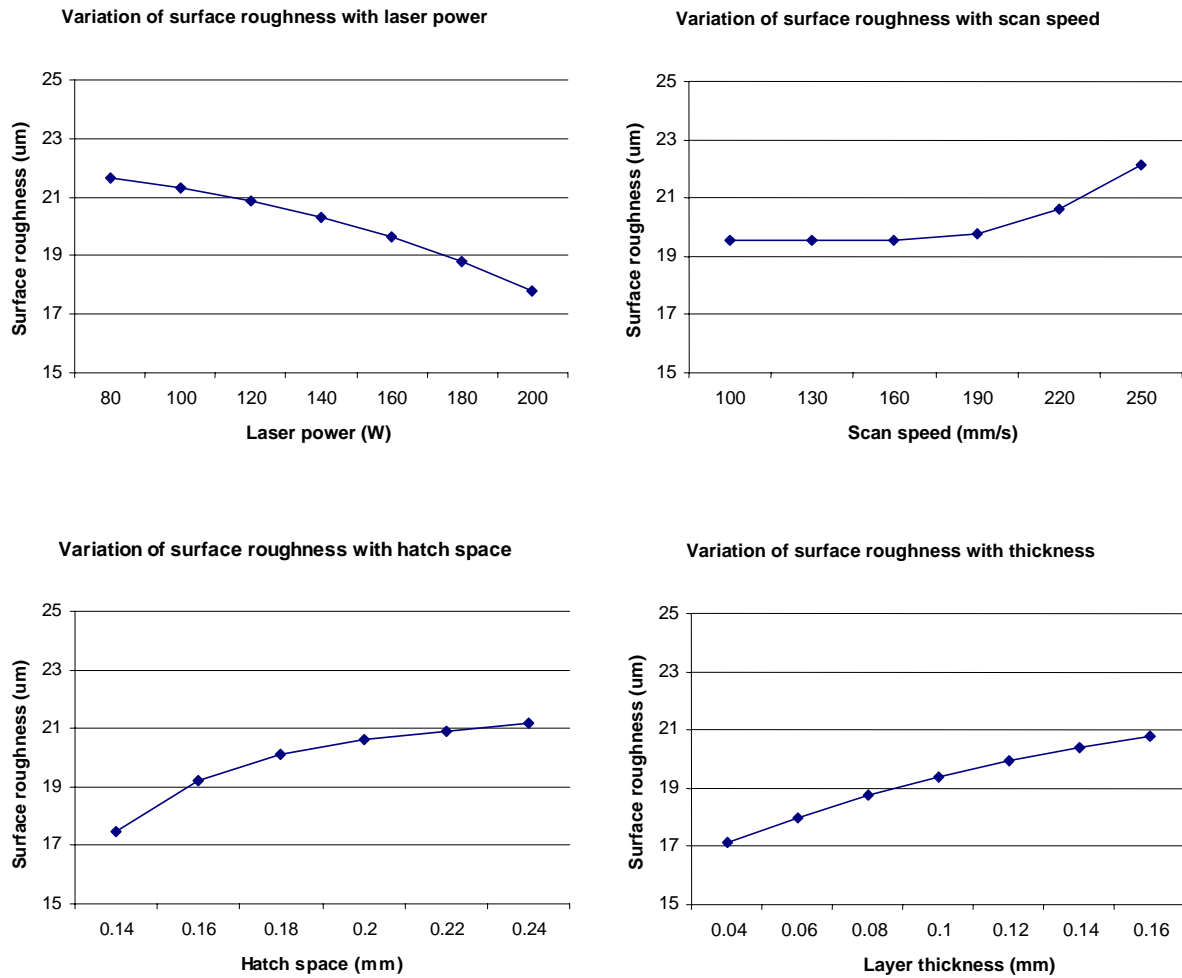 Variation of surface roughness with laser power
25
23
21
19
17
15
Surface roughness (um)
80 100 120 140 160 180 200
Laser power (W)
Variation of surface roughness with scan speed
25
23
21
19
17
15
Surface roughness (um)
100 130 160 190 220 250
Scan speed (mm/s)
Variation of surface roughness with hatch space
25
23
21
19
17
15
Surface roughness (um)
0.14 0.16 0.18 0.2 0.22 0.24
Hatch space (mm)
Variation of surface roughness with thickness
25
23
21
19
17
15
Surface roughness (um)
0.04 0.06 0.08 0.1 0.12 0.14 0.16
Layer thickness (mm)